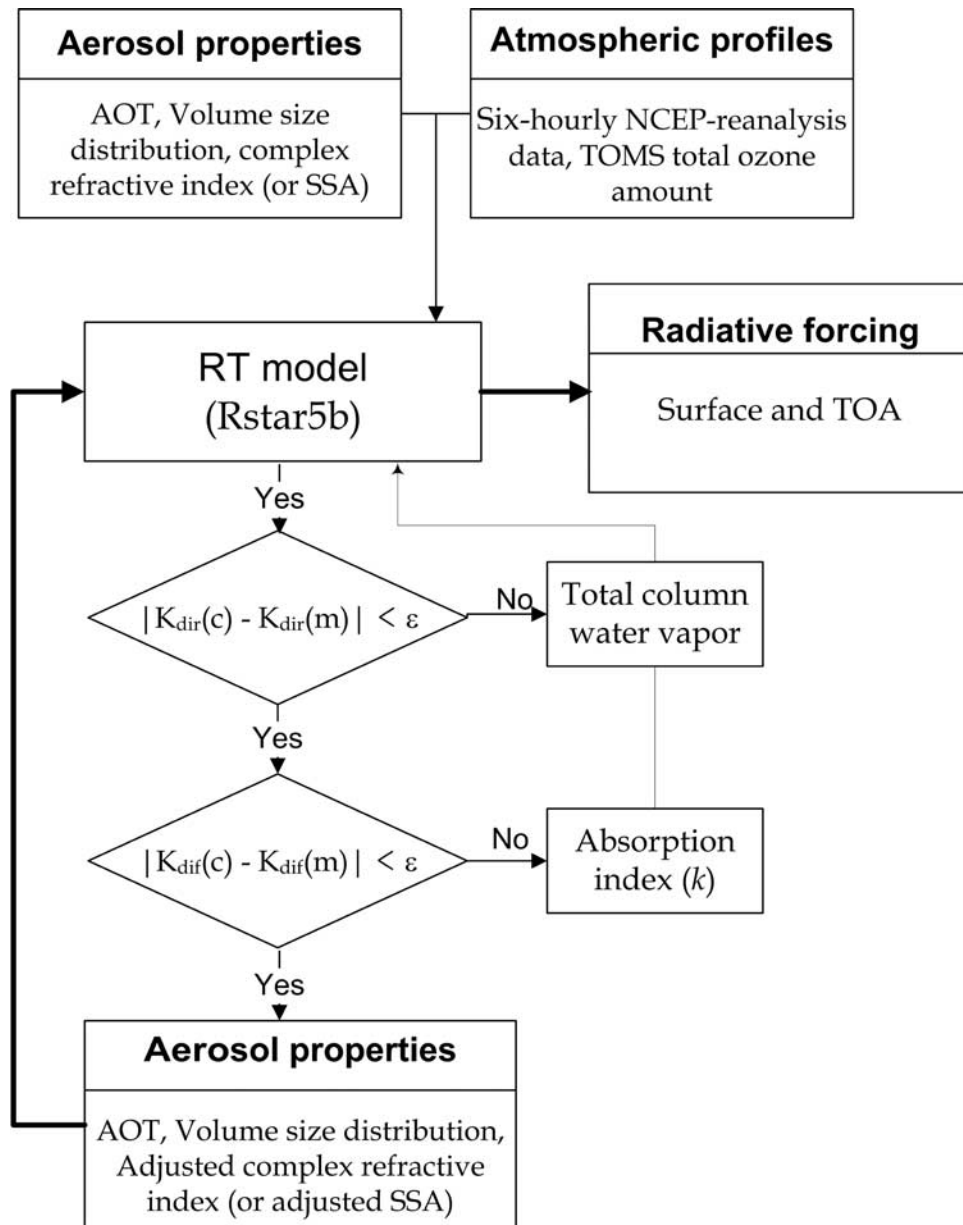 Aerosol properties
AOT, Volume size
distribution, complex
refractive index (or SSA)
Atmospheric profiles
Six-hourly NCEP-reanalysis
data, TOMS total ozone
amount
RT model
(Rstar5b)
Radiative forcing
Surface and TOA
Yes
|Kdir(c) - Kdir(m)| < ε
No
Total column
water vapor
Yes
|Kdif(c) - Kdif(m)| < ε
No
Absorption
index (k)
Yes
Aerosol properties
AOT, Volume size distribution,
Adjusted complex refractive
index (or adjusted SSA)